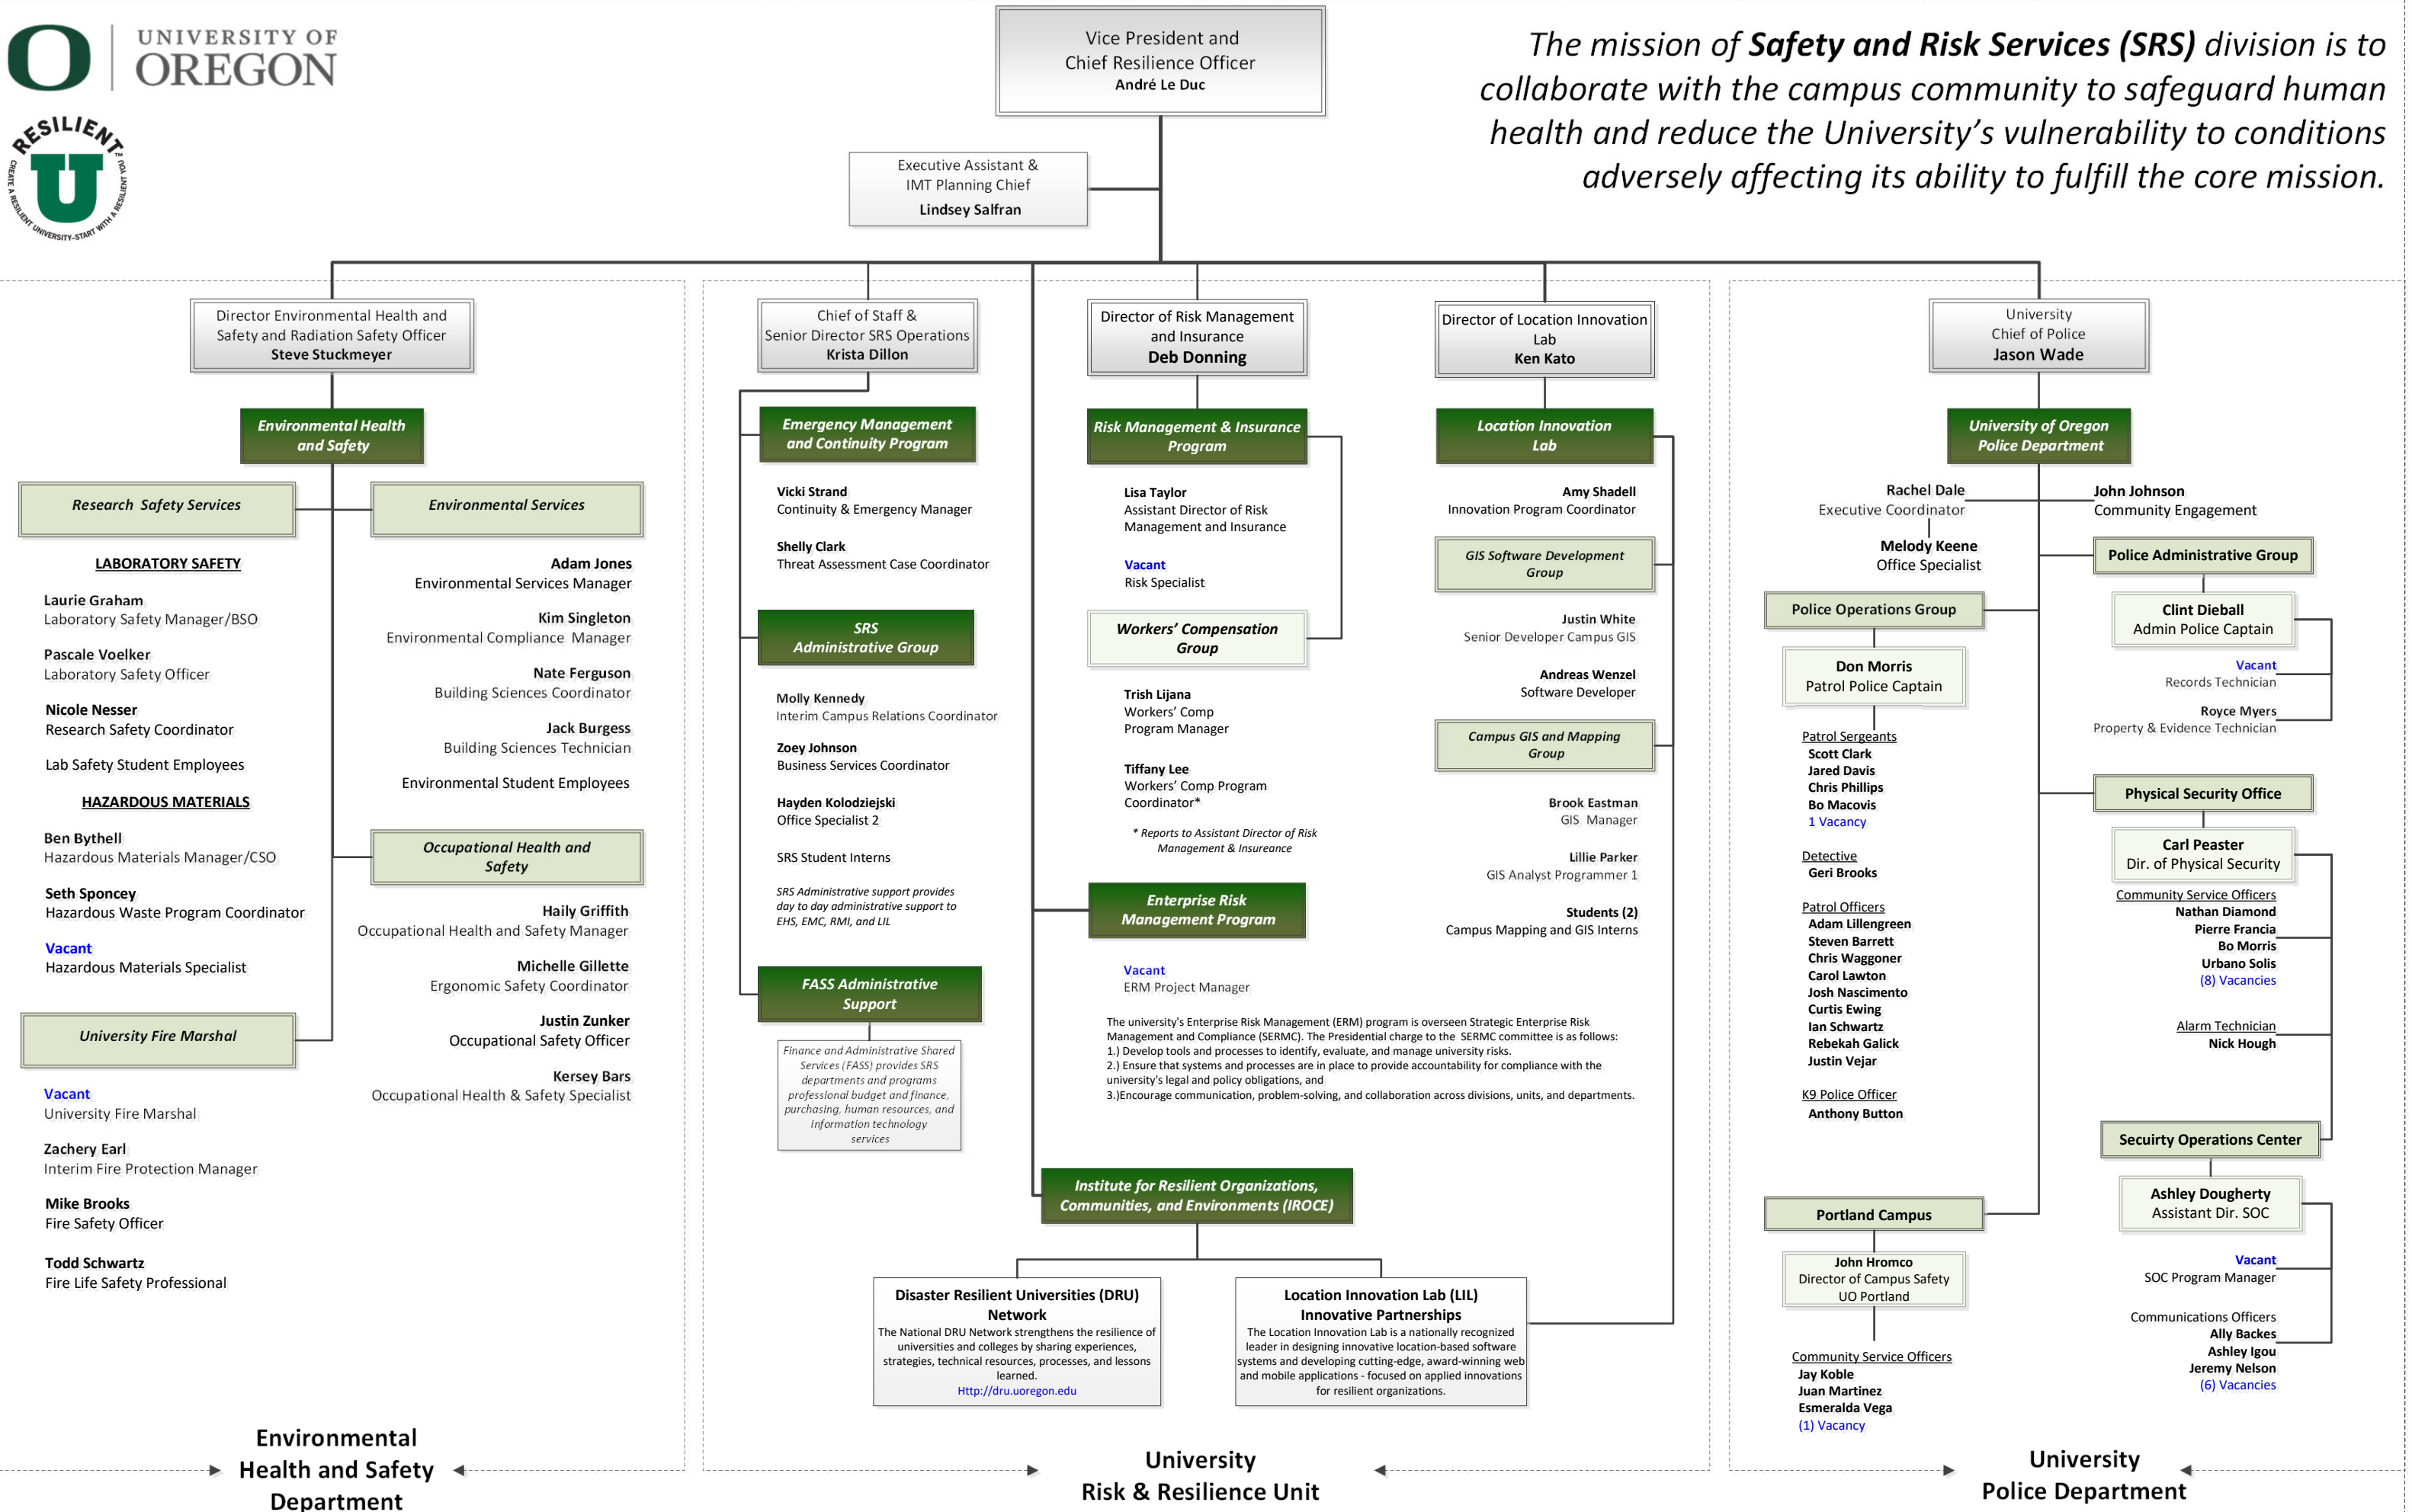 UNIVERSITY OF
OREGON
RESILIENT
CREATE A RESILIENT UNIVERSITY–START WITH A RESILIENT YOU
Vice President and
Chief Resilience Officer
André Le Duc
The mission of Safety and Risk Services (SRS) division is to
collaborate with the campus community to safeguard human
health and reduce the University’s vulnerability to conditions
adversely affecting its ability to fulfill the core mission.
Executive Assistant &
IMT Planning Chief
Lindsey Salfran
Director Environmental Health and
Safety and Radiation Safety Officer
Steve Stuckmeyer
Environmental Health
and Safety
Research Safety Services
LABORATORY SAFETY
Laurie Graham
Laboratory Safety Manager/BSO
Pascale Voelker
Laboratory Safety Officer
Nicole Nesser
Research Safety Coordinator
Lab Safety Student Employees
HAZARDOUS MATERIALS
Ben Bythell
Hazardous Materials Manager/CSO
Seth Sponcey
Hazardous Waste Program Coordinator
Vacant
Hazardous Materials Specialist
University Fire Marshal
Vacant
University Fire Marshal
Zachery Earl
Interim Fire Protection Manager
Mike Brooks
Fire Safety Officer
Todd Schwartz
Fire Life Safety Professional
Environmental Services
Adam Jones
Environmental Services Manager
Kim Singleton
Environmental Compliance Manager
Nate Ferguson
Building Sciences Coordinator
Jack Burgess
Building Sciences Technician
Environmental Student Employees
Occupational Health and
Safety
Haily Griffith
Occupational Health and Safety Manager
Michelle Gillette
Ergonomic Safety Coordinator
Justin Zunker
Occupational Safety Officer
Kersey Bars
Occupational Health & Safety Specialist
Environmental
Health and Safety
Department
Chief of Staff &
Senior Director SRS Operations
Krista Dillon
Emergency Management
and Continuity Program
Vicki Strand
Continuity & Emergency Manager
Shelly Clark
Threat Assessment Case Coordinator
SRS
Administrative Group
Molly Kennedy
Interim Campus Relations Coordinator
Zoey Johnson
Business Services Coordinator
Hayden Kolodziejski
Office Specialist 2
SRS Student Interns
SRS Administrative support provides
day to day administrative support to
EHS, EMC, RMI, and LIL
FASS Administrative
Support
Finance and Administrative Shared
Services (FASS) provides SRS
departments and programs
professional budget and finance,
purchasing, human resources, and
information technology
services
Director of Risk Management
and Insurance
Deb Donning
Risk Management & Insurance
Program
Lisa Taylor
Assistant Director of Risk
Management and Insurance
Vacant
Risk Specialist
Workers’ Compensation
Group
Trish Lijana
Workers’ Comp
Program Manager
Tiffany Lee
Workers’ Comp Program
Coordinator*
* Reports to Assistant Director of Risk
Management & Insureance
Enterprise Risk
Management Program
Vacant
ERM Project Manager
The university's Enterprise Risk Management (ERM) program is overseen Strategic Enterprise Risk
Management and Compliance (SERMC). The Presidential charge to the SERMC committee is as follows:
1.) Develop tools and processes to identify, evaluate, and manage university risks.
2.) Ensure that systems and processes are in place to provide accountability for compliance with the
university's legal and policy obligations, and
3.)Encourage communication, problem-solving, and collaboration across divisions, units, and departments.
Director of Location Innovation
Lab
Ken Kato
Location Innovation
Lab
Amy Shadell
Innovation Program Coordinator
GIS Software Development
Group
Justin White
Senior Developer Campus GIS
Andreas Wenzel
Software Developer
Campus GIS and Mapping
Group
Brook Eastman
GIS Manager
Lillie Parker
GIS Analyst Programmer 1
Students (2)
Campus Mapping and GIS Interns
Institute for Resilient Organizations,
Communities, and Environments (IROCE)
Disaster Resilient Universities (DRU)
Network
The National DRU Network strengthens the resilience of
universities and colleges by sharing experiences,
strategies, technical resources, processes, and lessons
learned.
Http://dru.uoregon.edu
Location Innovation Lab (LIL)
Innovative Partnerships
The Location Innovation Lab is a nationally recognized
leader in designing innovative location-based software
systems and developing cutting-edge, award-winning web
and mobile applications - focused on applied innovations
for resilient organizations.
University
Risk & Resilience Unit
University
Chief of Police
Jason Wade
University of Oregon
Police Department
Rachel Dale
Executive Coordinator
Melody Keene
Office Specialist
John Johnson
Community Engagement
Police Operations Group
Don Morris
Patrol Police Captain
Patrol Sergeants
Scott Clark
Jared Davis
Chris Phillips
Bo Macovis
1 Vacancy
Detective
Geri Brooks
Patrol Officers
Adam Lillengreen
Steven Barrett
Chris Waggoner
Carol Lawton
Josh Nascimento
Curtis Ewing
Ian Schwartz
Rebekah Galick
Justin Vejar
K9 Police Officer
Anthony Button
Portland Campus
John Hromco
Director of Campus Safety
UO Portland
Community Service Officers
Jay Koble
Juan Martinez
Esmeralda Vega
(1) Vacancy
Police Administrative Group
Clint Dieball
Admin Police Captain
Vacant
Records Technician
Royce Myers
Property & Evidence Technician
Physical Security Office
Carl Peaster
Dir. of Physical Security
Community Service Officers
Nathan Diamond
Pierre Francia
Bo Morris
Urbano Solis
(8) Vacancies
Alarm Technician
Nick Hough
Secuirty Operations Center
Ashley Dougherty
Assistant Dir. SOC
Vacant
SOC Program Manager
Communications Officers
Ally Backes
Ashley Igou
Jeremy Nelson
(6) Vacancies
University
Police Department